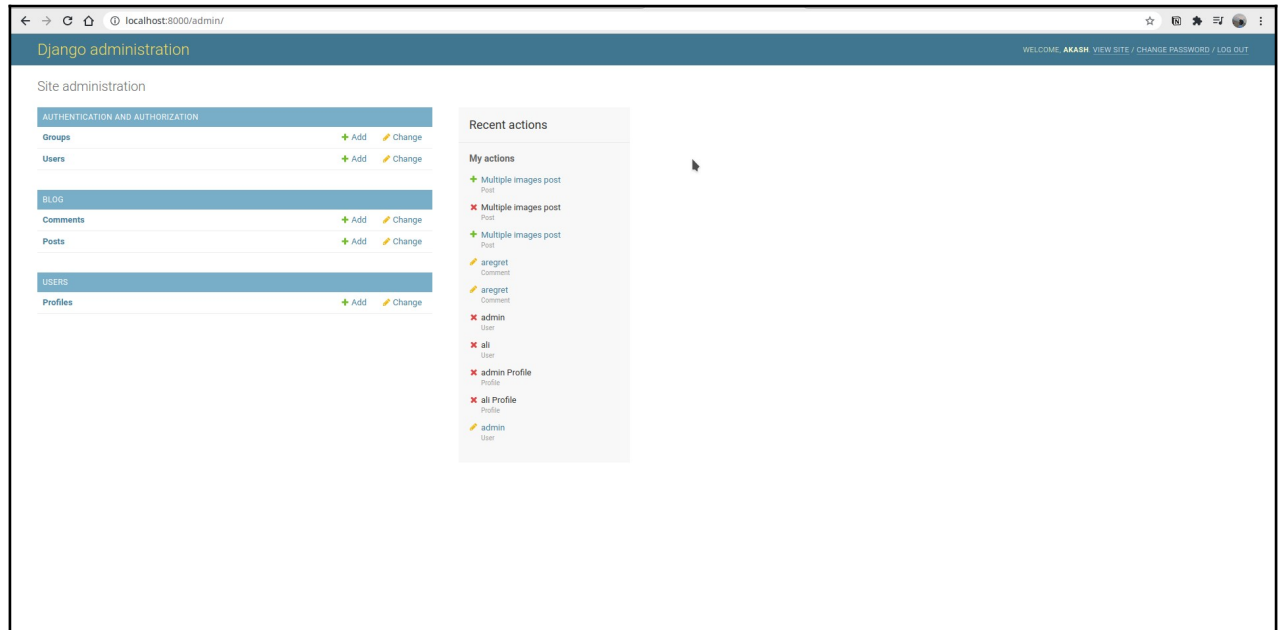 localhost:8000/admin/
Django administration
WELCOME, AKASH. VIEW SITE / CHANGE PASSWORD / LOG OUT
Site administration
AUTHENTICATION AND AUTHORIZATION
Groups Add Change
Users Add Change
BLOG
Comments Add Change
Posts Add Change
USERS
Profiles Add Change
Recent actions
My actions
Multiple images post
Post
Multiple images post
Post
Multiple images post
Post
aregret
Comment
aregret
Comment
admin
User
ali
User
admin Profile
Profile
ali Profile
Profile
admin
User